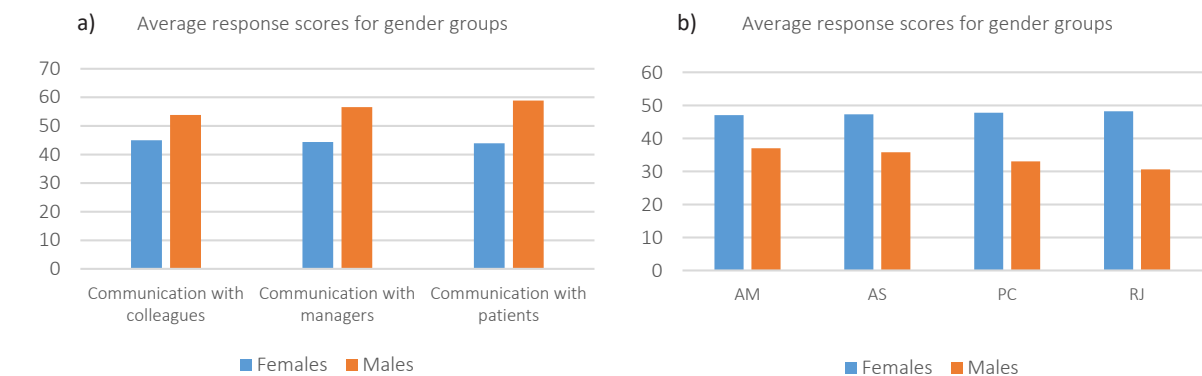 a) Average response scores for gender groups
70
60
50
40
30
20
10
0
Communication with colleagues
Communication with managers
Communication with patients
Females Males
b) Average response scores for gender groups
60
50
40
30
20
10
0
AM AS PC RJ
Females Males